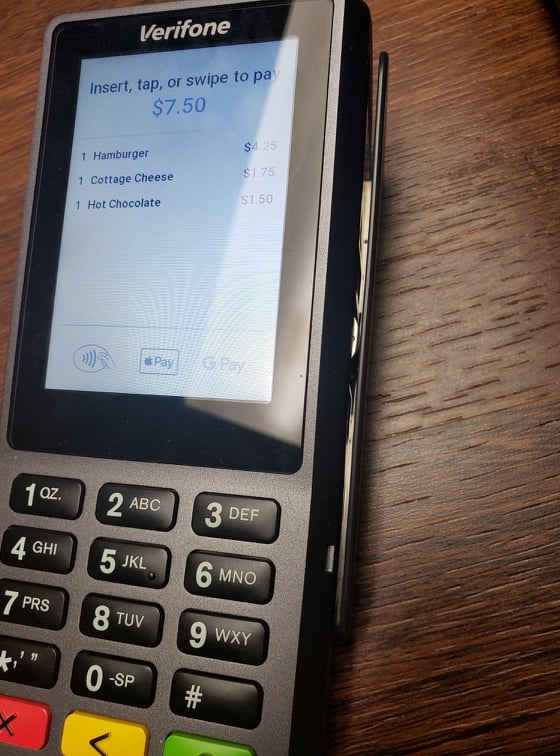 Verifone
Insert, tap, or swipe to pay
$7.50
1 Hamburger $4.25
1 Cottage Cheese $1.75
1 Hot Chocolate $1.50
Pay G Pay
1 QZ. 2 ABC 3 DEF
4 GHI 5 JKL 6 MNO
7 PRS 8 TUV 9 WXY
*,' " 0 -SP #
X <